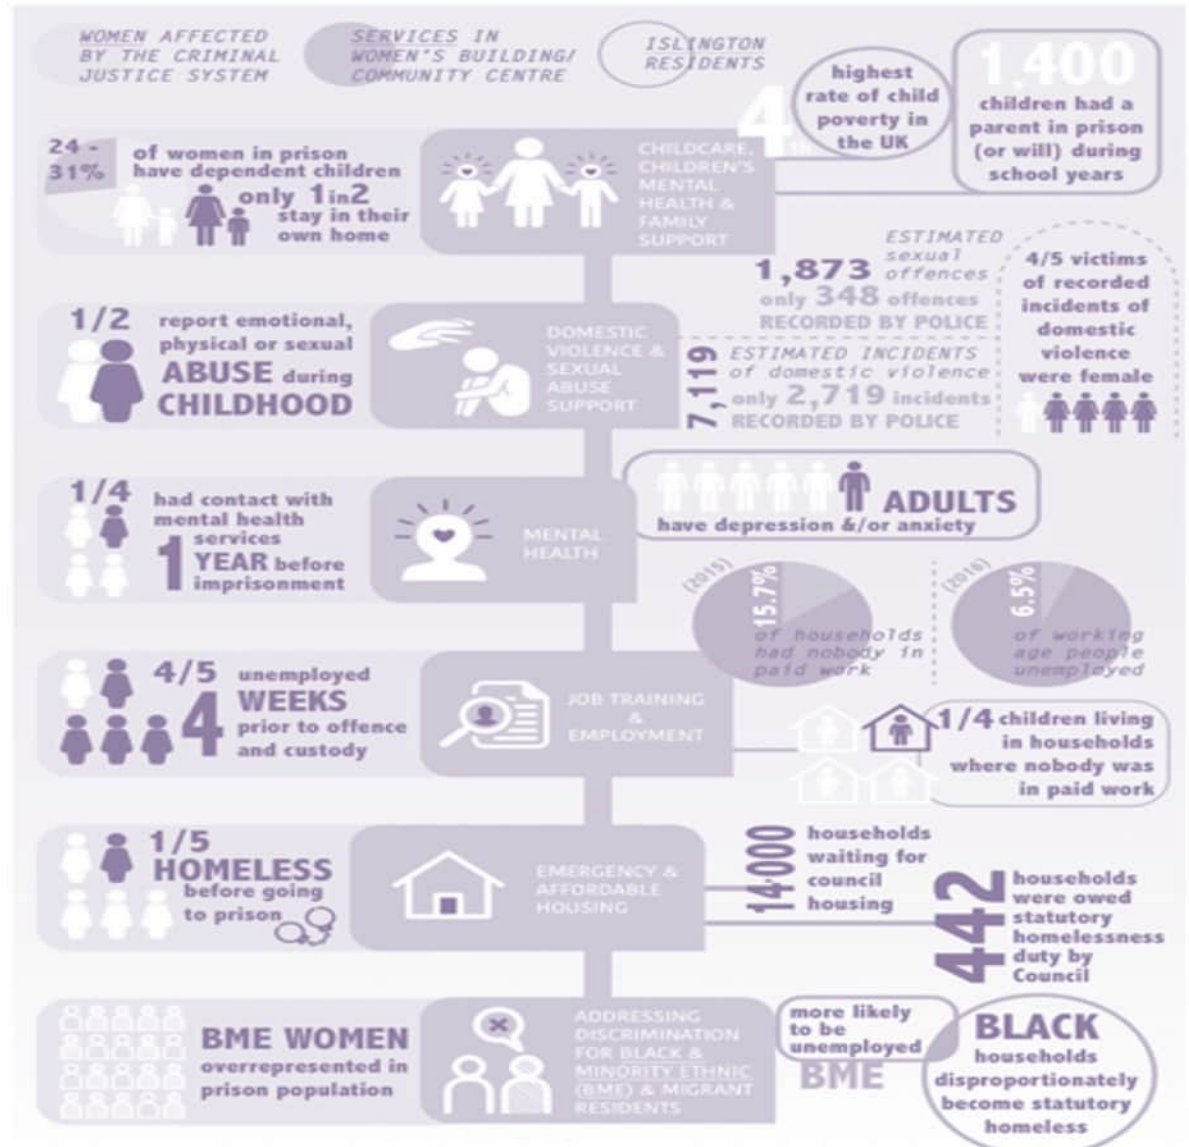 WOMEN AFFECTED
BY THE CRIMINAL
JUSTICE SYSTEM
SERVICES IN
WOMEN'S BUILDING/
COMMUNITY CENTRE
ISLINGTON
RESIDENTS
24 -
31%
of women in prison
have dependent children
only 1in2
stay in their
own home
CHILDCARE,
CHILDREN'S
MENTAL
HEALTH &
FAMILY
SUPPORT
4th
highest
rate of child
poverty in
the UK
1,400
children had a
parent in prison
(or will) during
school years
1/2
report emotional,
physical or sexual
ABUSE during
CHILDHOOD
DOMESTIC
VIOLENCE &
SEXUAL
ABUSE
SUPPORT
1,873
ESTIMATED
sexual
offences
only 348 offences
RECORDED BY POLICE
7,119
ESTIMATED INCIDENTS
of domestic violence
only 2,719 incidents
RECORDED BY POLICE
4/5 victims
of recorded
incidents of
domestic
violence
were female
1/4
had contact with
mental health
services
1
YEAR before
imprisonment
MENTAL
HEALTH
ADULTS
have depression &/or anxiety
4/5
unemployed
4
WEEKS
prior to offence
and custody
JOB TRAINING
&
EMPLOYMENT
(2015)
15.7%
of households
had nobody in
paid work
(2016)
6.5%
of working
age people
unemployed
1/4 children living
in households
where nobody was
in paid work
1/5
HOMELESS
before going
to prison
EMERGENCY &
AFFORDABLE
HOUSING
14000
households
waiting for
council
housing
442
households
were owed
statutory
homelessness
duty by
Council
BME WOMEN
overrepresented in
prison population
ADDRESSING
DISCRIMINATION
FOR BLACK &
MINORITY ETHNIC
(BME) & MIGRANT
RESIDENTS
more likely
to be
unemployed
BME
BLACK
households
disproportionately
become statutory
homeless